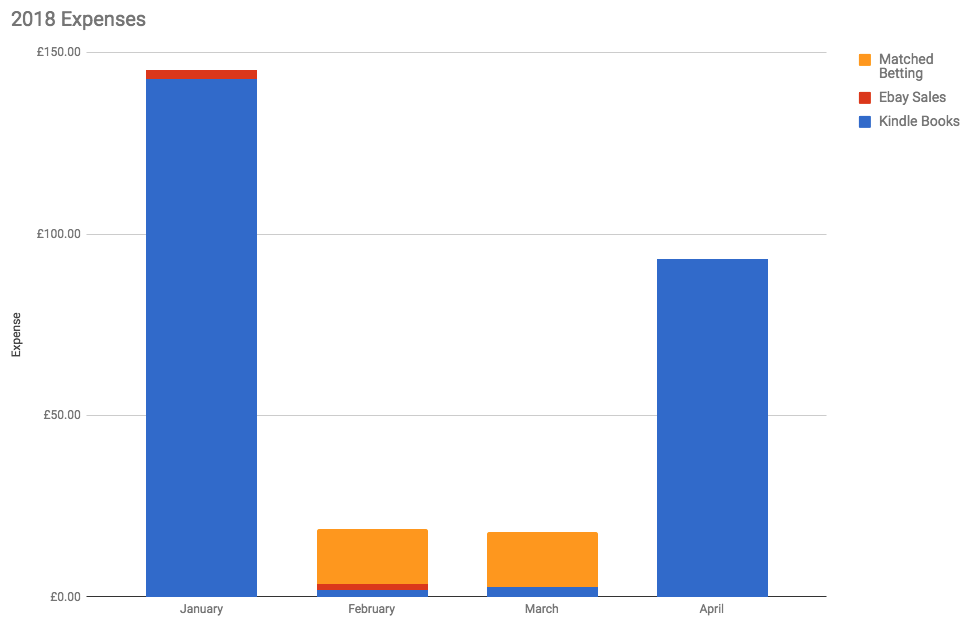 2018 Expenses
£150.00
£100.00
£50.00
£0.00
Expense
January
February
March
April
Matched
Betting
Ebay Sales
Kindle Books